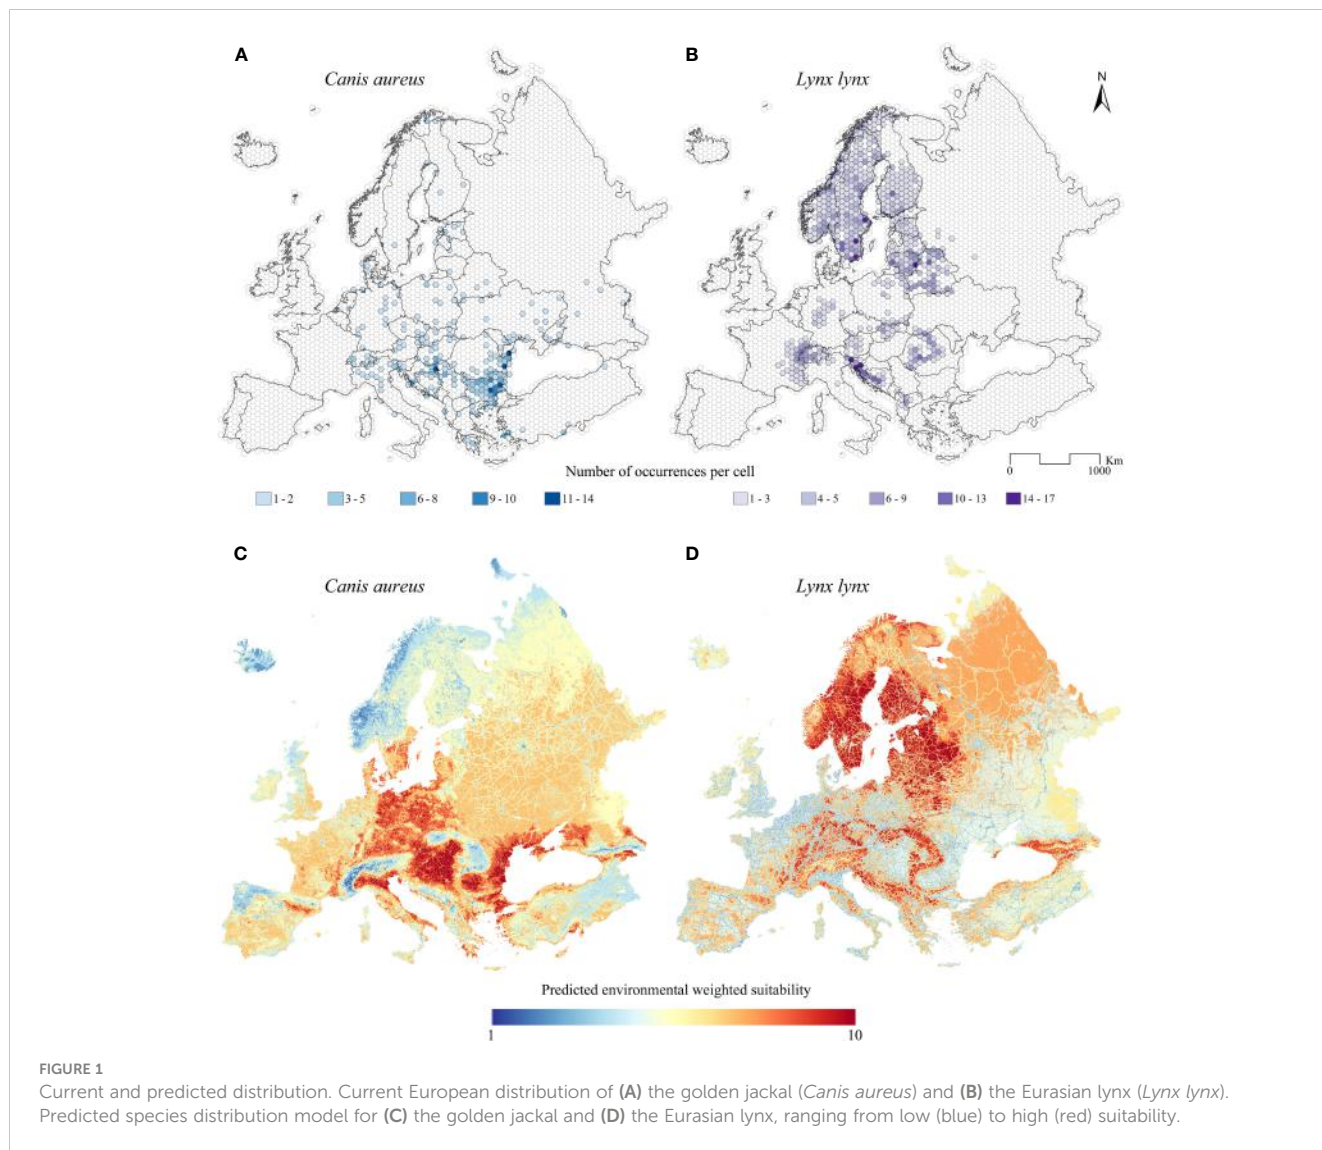 A
Canis aureus
B
Lynx lynx
N
Number of occurrences per cell
0
1000
Km
1 - 2
3 - 5
6 - 8
9 - 10
11 - 14
1 - 3
4 - 5
6 - 9
10 - 13
14 - 17
C
Canis aureus
D
Lynx lynx
Predicted environmental weighted suitability
1
10
FIGURE 1
Current and predicted distribution. Current European distribution of (A) the golden jackal (Canis aureus) and (B) the Eurasian lynx (Lynx lynx).
Predicted species distribution model for (C) the golden jackal and (D) the Eurasian lynx, ranging from low (blue) to high (red) suitability.